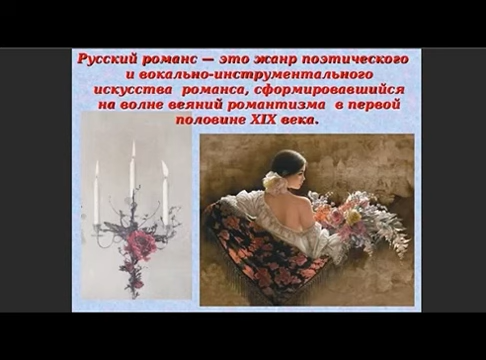 Русский романс — это жанр поэтического
и вокально-инструментального
искусства романса, сформировавшийся
на волне веяний романтизма в первой
половине XIX века.